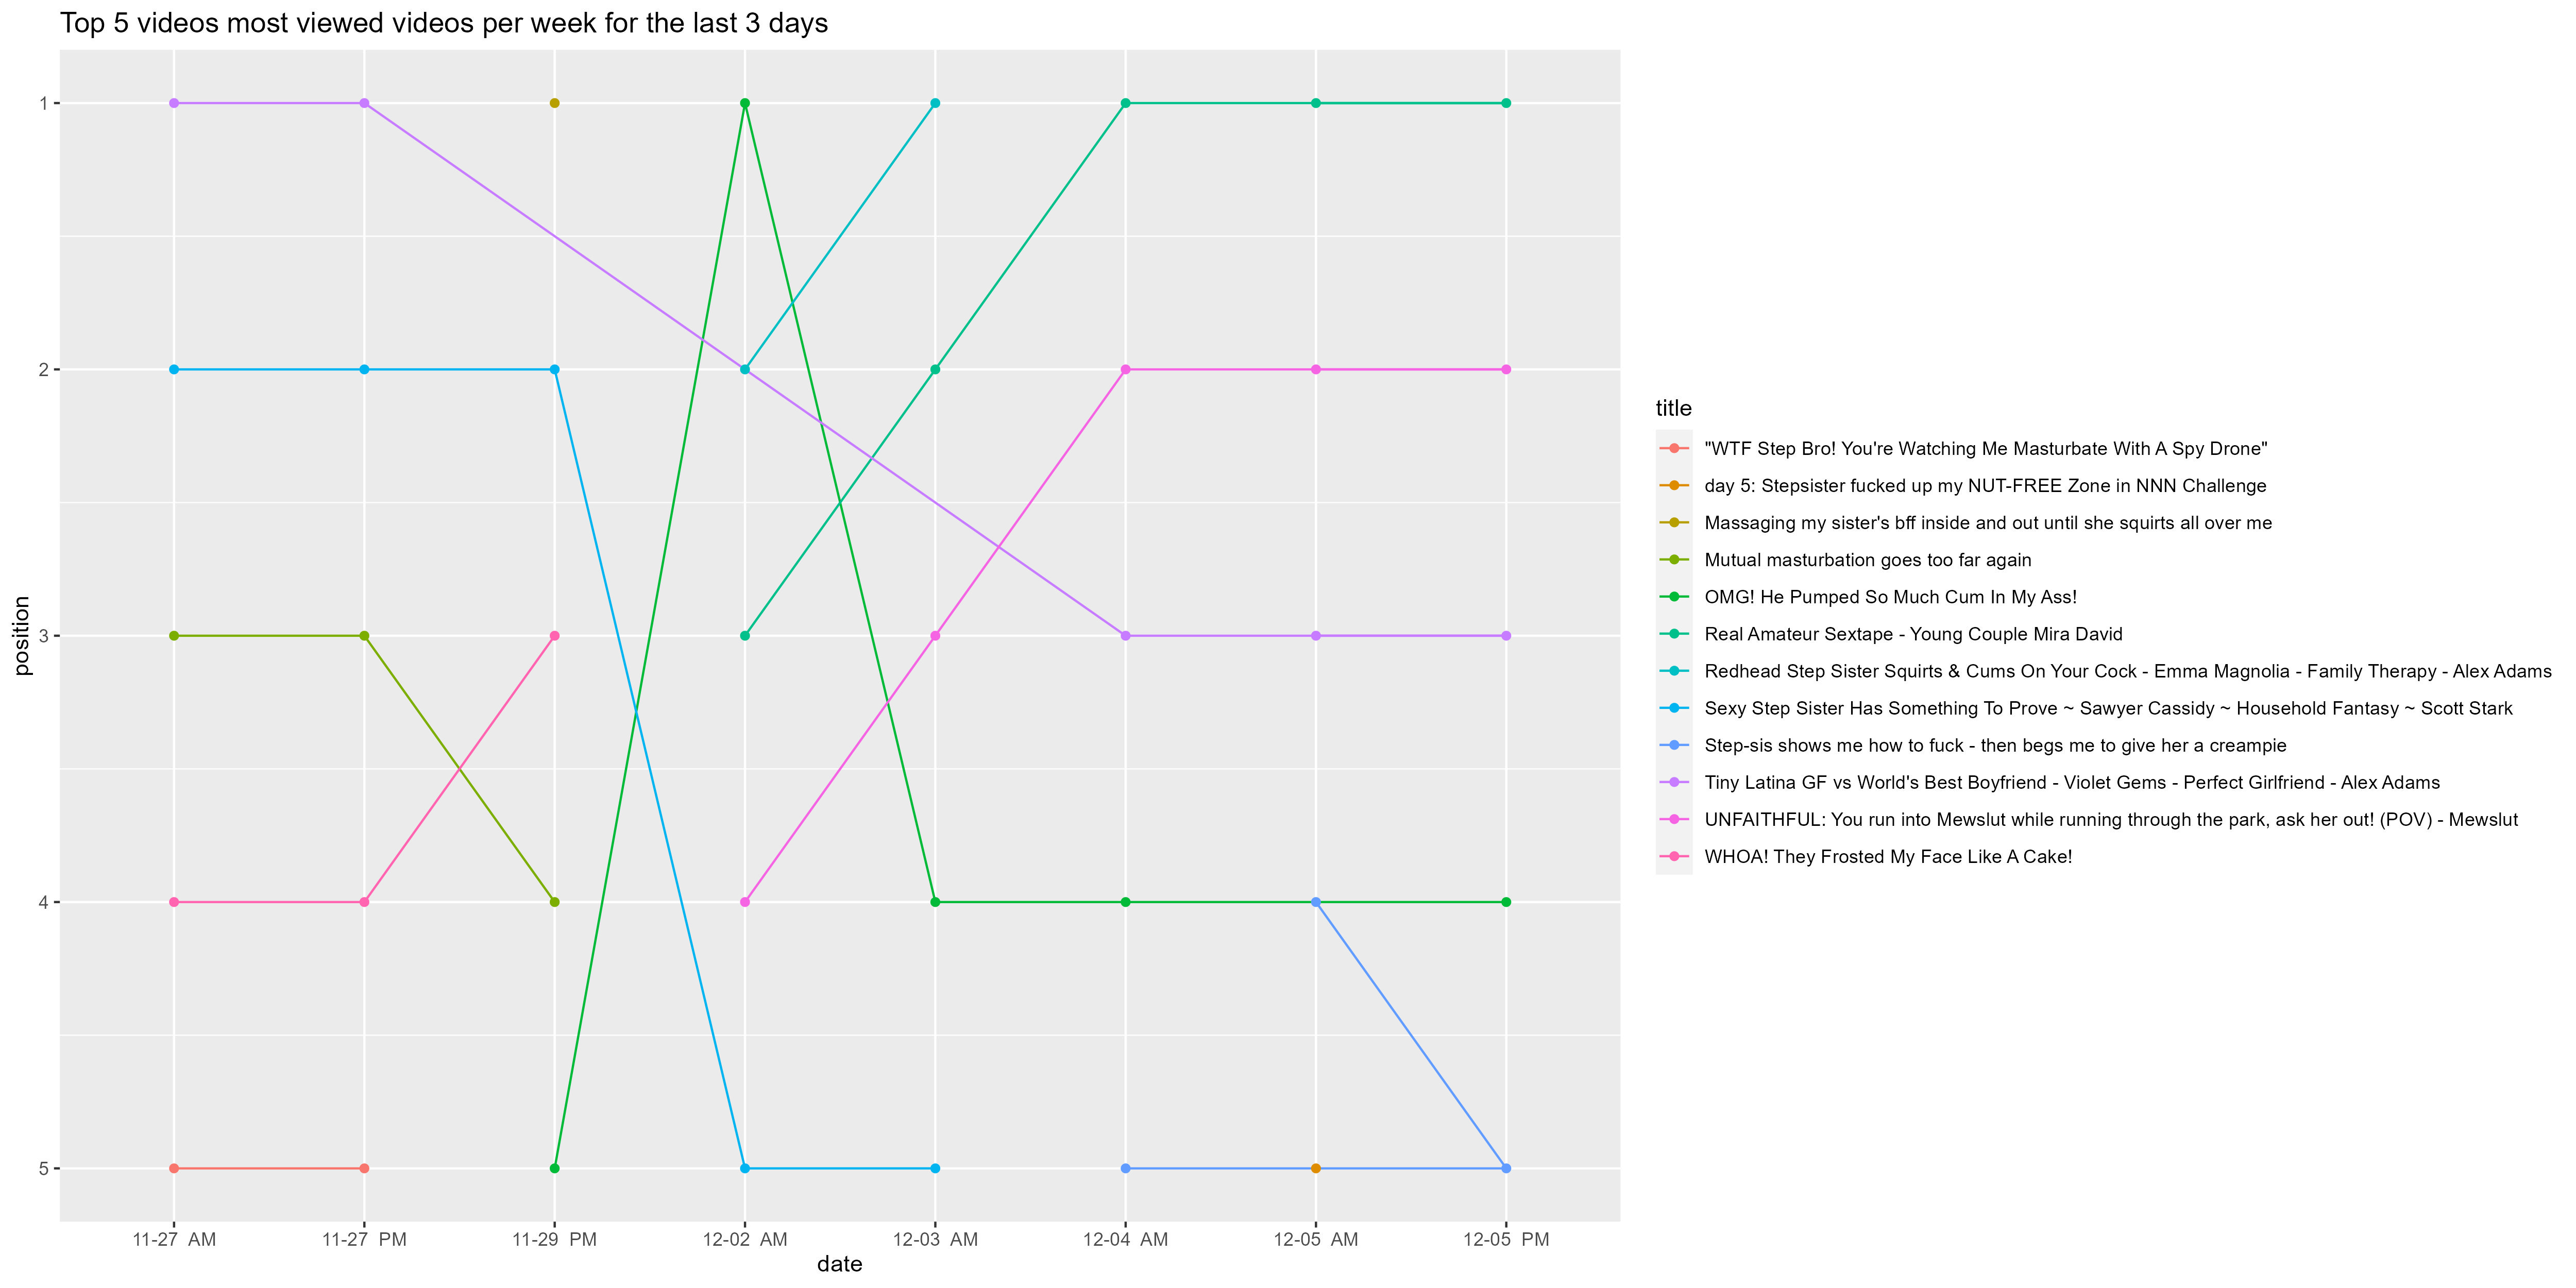 Top 5 videos most viewed videos per week for the last 3 days
position
1
2
3
4
5
11-27 AM
11-27 PM
11-29 PM
12-02 AM
12-03 AM
12-04 AM
12-05 AM
12-05 PM
date
title
"WTF Step Bro! You're Watching Me Masturbate With A Spy Drone"
day 5: Stepsister fucked up my NUT-FREE Zone in NNN Challenge
Massaging my sister's bff inside and out until she squirts all over me
Mutual masturbation goes too far again
OMG! He Pumped So Much Cum In My Ass!
Real Amateur Sextape - Young Couple Mira David
Redhead Step Sister Squirts & Cums On Your Cock - Emma Magnolia - Family Therapy - Alex Adams
Sexy Step Sister Has Something To Prove ~ Sawyer Cassidy ~ Household Fantasy ~ Scott Stark
Step-sis shows me how to fuck - then begs me to give her a creampie
Tiny Latina GF vs World's Best Boyfriend - Violet Gems - Perfect Girlfriend - Alex Adams
UNFAITHFUL: You run into Mewslut while running through the park, ask her out! (POV) - Mewslut
WHOA! They Frosted My Face Like A Cake!